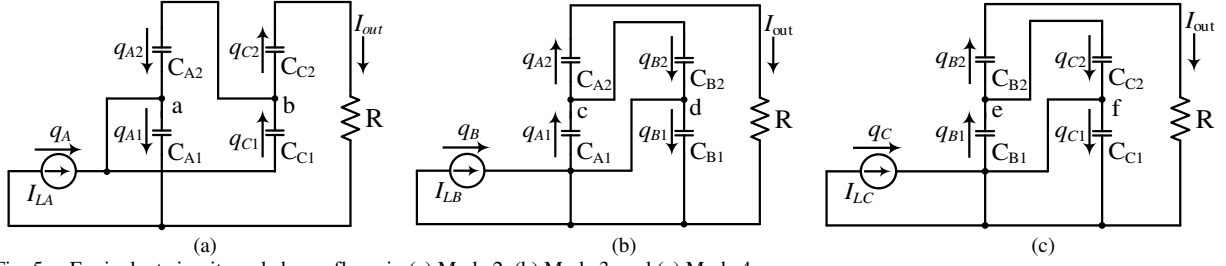 I_out
q_A2 C_A2 q_C2 C_C2
a b
q_A1 C_A1 q_C1 C_C1
R
q_A
I_LA
(a)
I_out
q_A2 C_A2 q_B2 C_B2
c d
q_A1 C_A1 q_B1 C_B1
R
q_B
I_LB
(b)
I_out
q_B2 C_B2 q_C2 C_C2
e f
q_B1 C_B1 q_C1 C_C1
R
q_C
I_LC
(c)
Fig. 5. Equivalent circuits and charge flows in (a) Mode 2, (b) Mode 3, and (c) Mode 4.